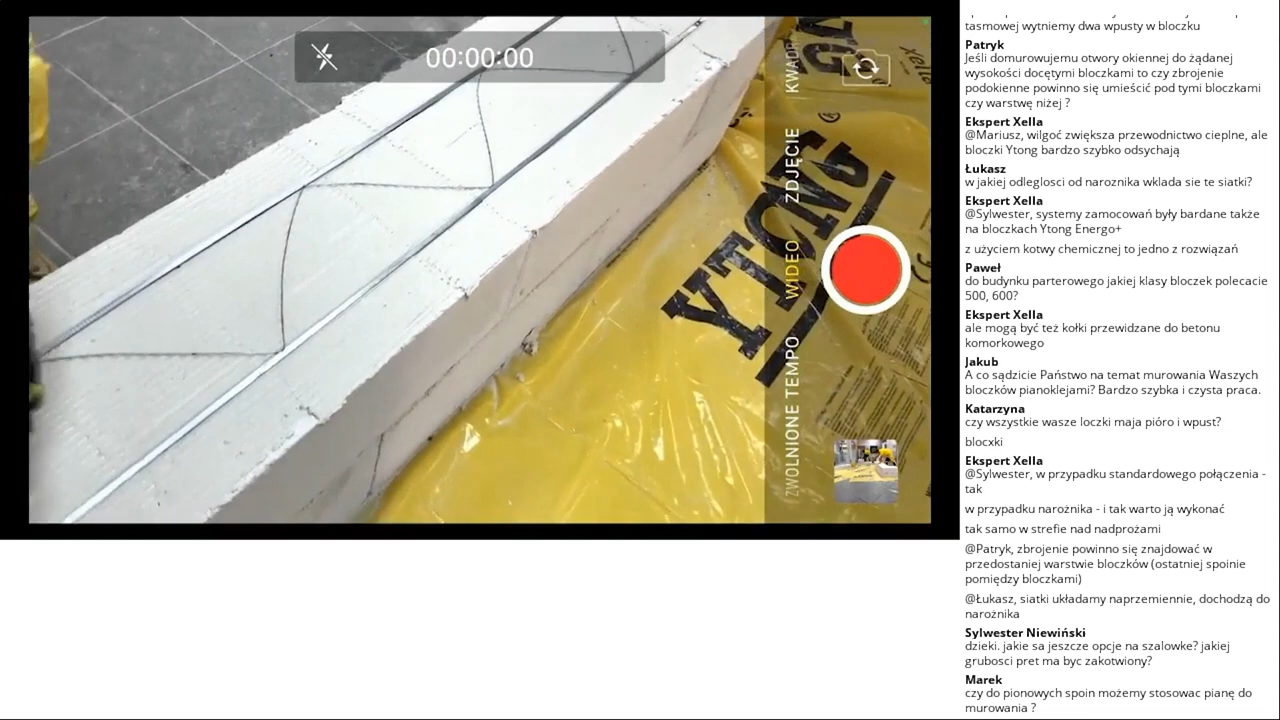 00:00:00
KWADR
ZDJĘCIE
WIDEO
ZWOLNIONE TEMPO
YTONG
xella
tasmowej wytniemy dwa wpusty w bloczku
Patryk
Jeśli domurowujemu otwory okiennej do żądanej
wysokości docętymi bloczkami to czy zbrojenie
podokienne powinno się umieścić pod tymi bloczkami
czy warstwę niżej ?
Ekspert Xella
@Mariusz, wilgoć zwiększa przewodnictwo cieplne, ale
bloczki Ytong bardzo szybko odsychają
Łukasz
w jakiej odleglosci od naroznika wklada sie te siatki?
Ekspert Xella
@Sylwester, systemy zamocowań były bardane także
na bloczkach Ytong Energo+
z użyciem kotwy chemicznej to jedno z rozwiązań
Paweł
do budynku parterowego jakiej klasy bloczek polecacie
500, 600?
Ekspert Xella
ale mogą być też kołki przewidzane do betonu
komorkowego
Jakub
A co sądzicie Państwo na temat murowania Waszych
bloczków pianoklejami? Bardzo szybka i czysta praca.
Katarzyna
czy wszystkie wasze loczki maja pióro i wpust?
blocxki
Ekspert Xella
@Sylwester, w przypadku standardowego połączenia -
tak
w przypadku narożnika - i tak warto ją wykonać
tak samo w strefie nad nadprożami
@Patryk, zbrojenie powinno się znajdować w
przedostaniej warstwie bloczków (ostatniej spoinie
pomiędzy bloczkami)
@Łukasz, siatki układamy naprzemiennie, dochodzą do
narożnika
Sylwester Niewiński
dzieki. jakie sa jeszcze opcje na szalowke? jakiej
grubosci pret ma byc zakotwiony?
Marek
czy do pionowych spoin możemy stosowac pianę do
murowania ?